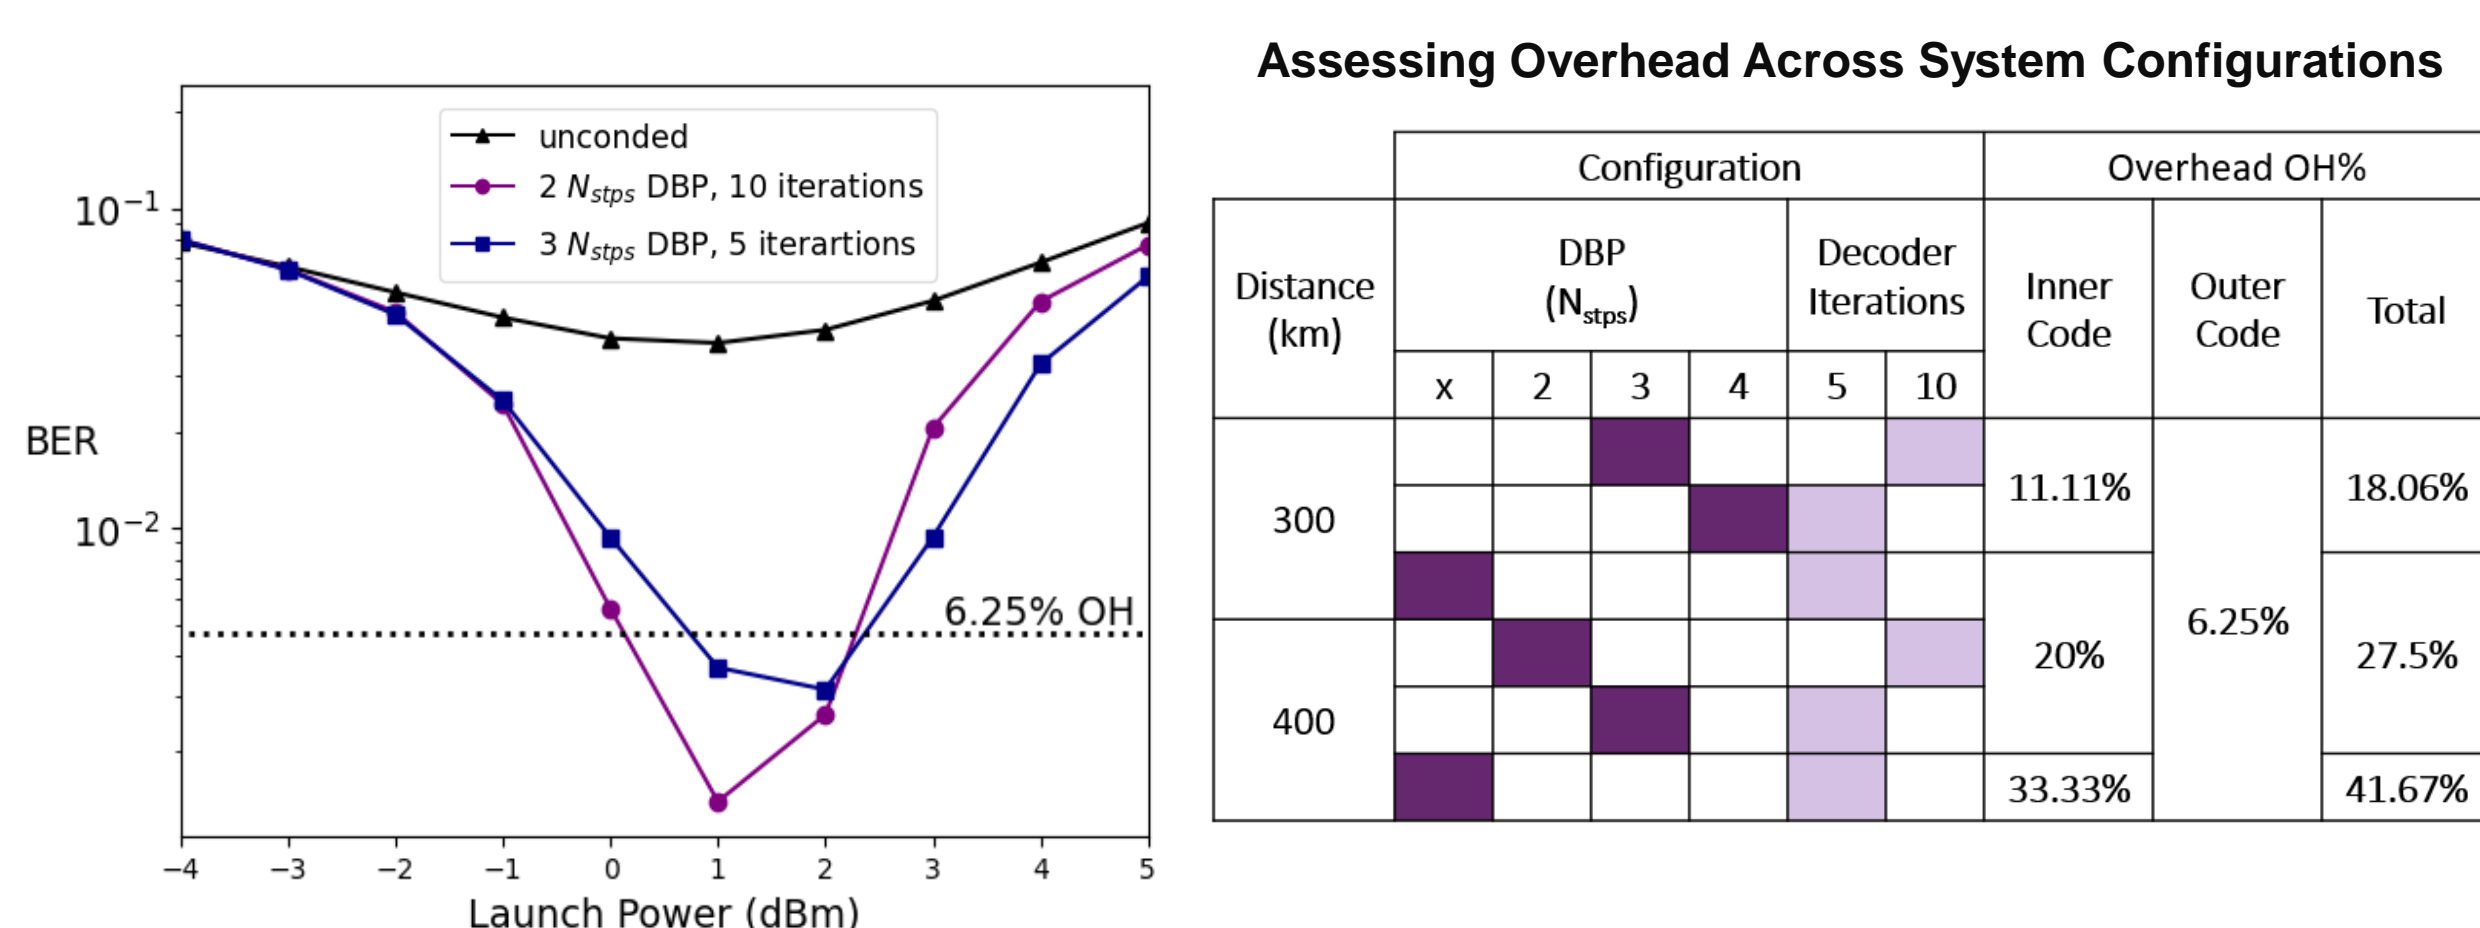 Assessing Overhead Across System Configurations
unconded
2 N_stps DBP, 10 iterations
3 N_stps DBP, 5 iterartions
10^−1
10^−2
BER
6.25% OH
−4 −3 −2 −1 0 1 2 3 4 5
Launch Power (dBm)
Configuration Overhead OH%
Distance
(km)
DBP
(N_stps)
Decoder
Iterations
Inner
Code
Outer
Code
Total
x 2 3 4 5 10
300
11.11%
18.06%
6.25%
20%
27.5%
400
33.33%
41.67%